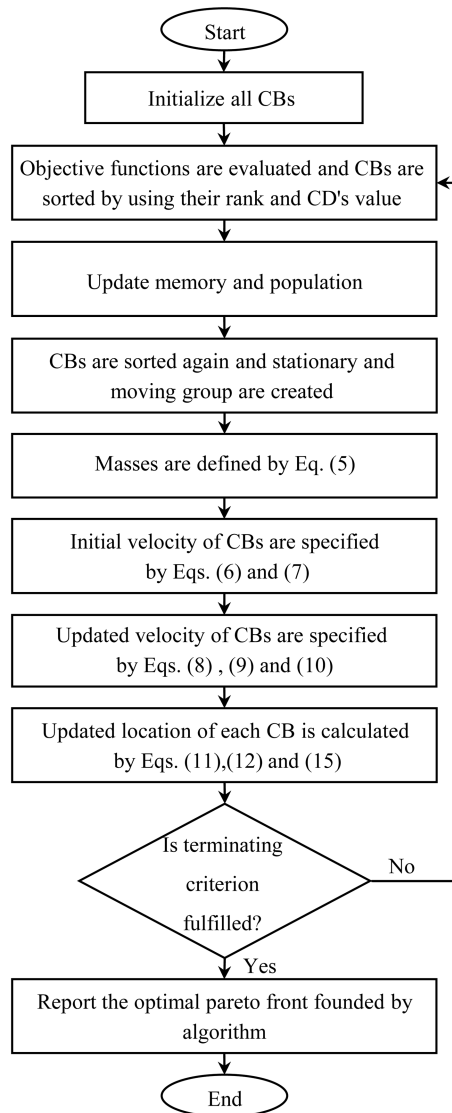 Start
Initialize all CBs
Objective functions are evaluated and CBs are
sorted by using their rank and CD's value
Update memory and population
CBs are sorted again and stationary and
moving group are created
Masses are defined by Eq. (5)
Initial velocity of CBs are specified
by Eqs. (6) and (7)
Updated velocity of CBs are specified
by Eqs. (8) , (9) and (10)
Updated location of each CB is calculated
by Eqs. (11),(12) and (15)
Is terminating
criterion
fulfilled?
No
Yes
Report the optimal pareto front founded by
algorithm
End